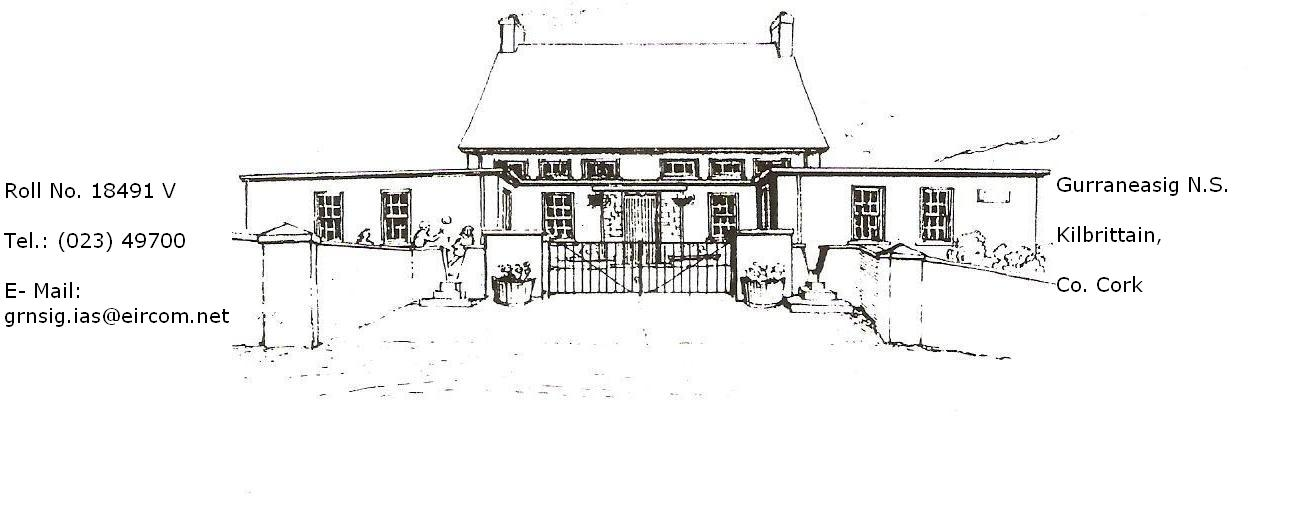 Roll No. 18491 V
Tel.: (023) 49700
E- Mail:
grnsig.ias@eircom.net
Gurraneasig N.S.
Kilbrittain,
Co. Cork